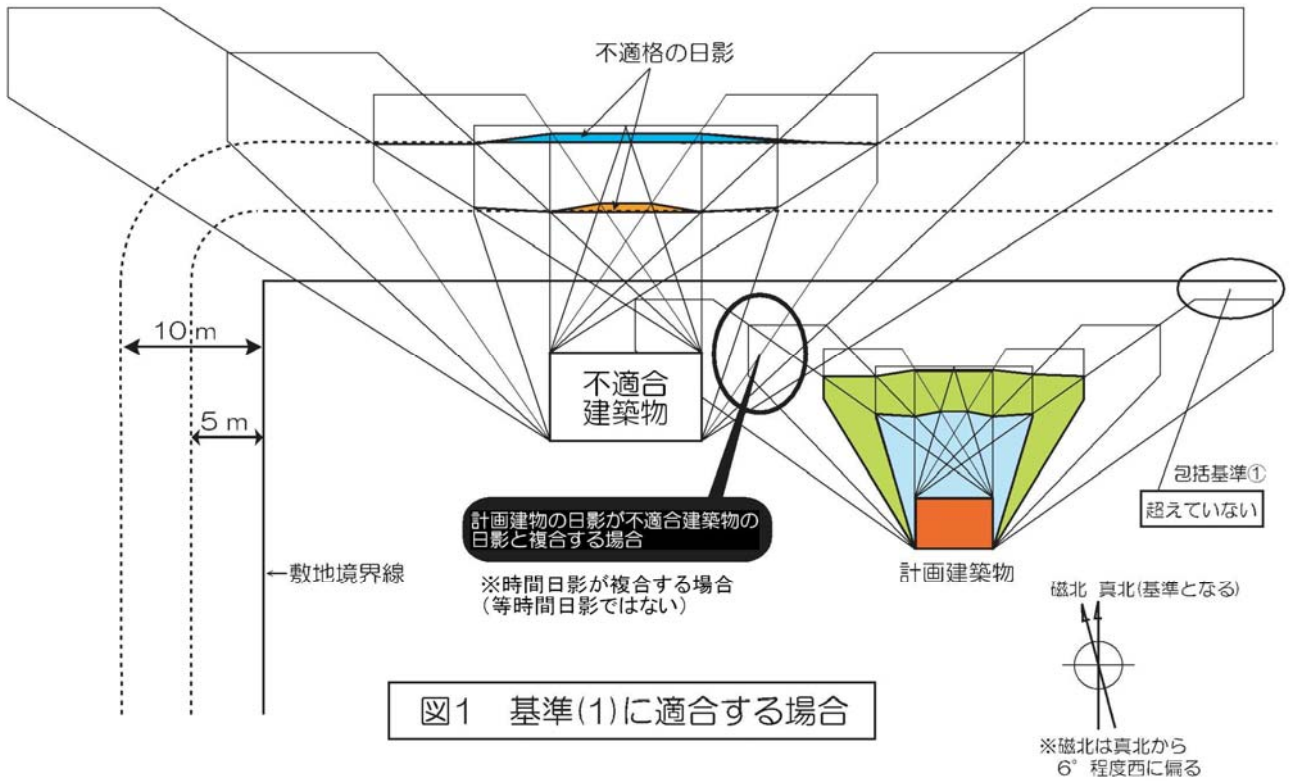 不適格の日影
10m
5m
不適合
建築物
計画建物の日影が不適合建築物の
日影と複合する場合
※時間日影が複合する場合
(等時間日影ではない)
←敷地境界線
包括基準①
超えていない
計画建築物
磁北 真北(基準となる)
※磁北は真北から
6°程度西に偏る
図1 基準(1)に適合する場合